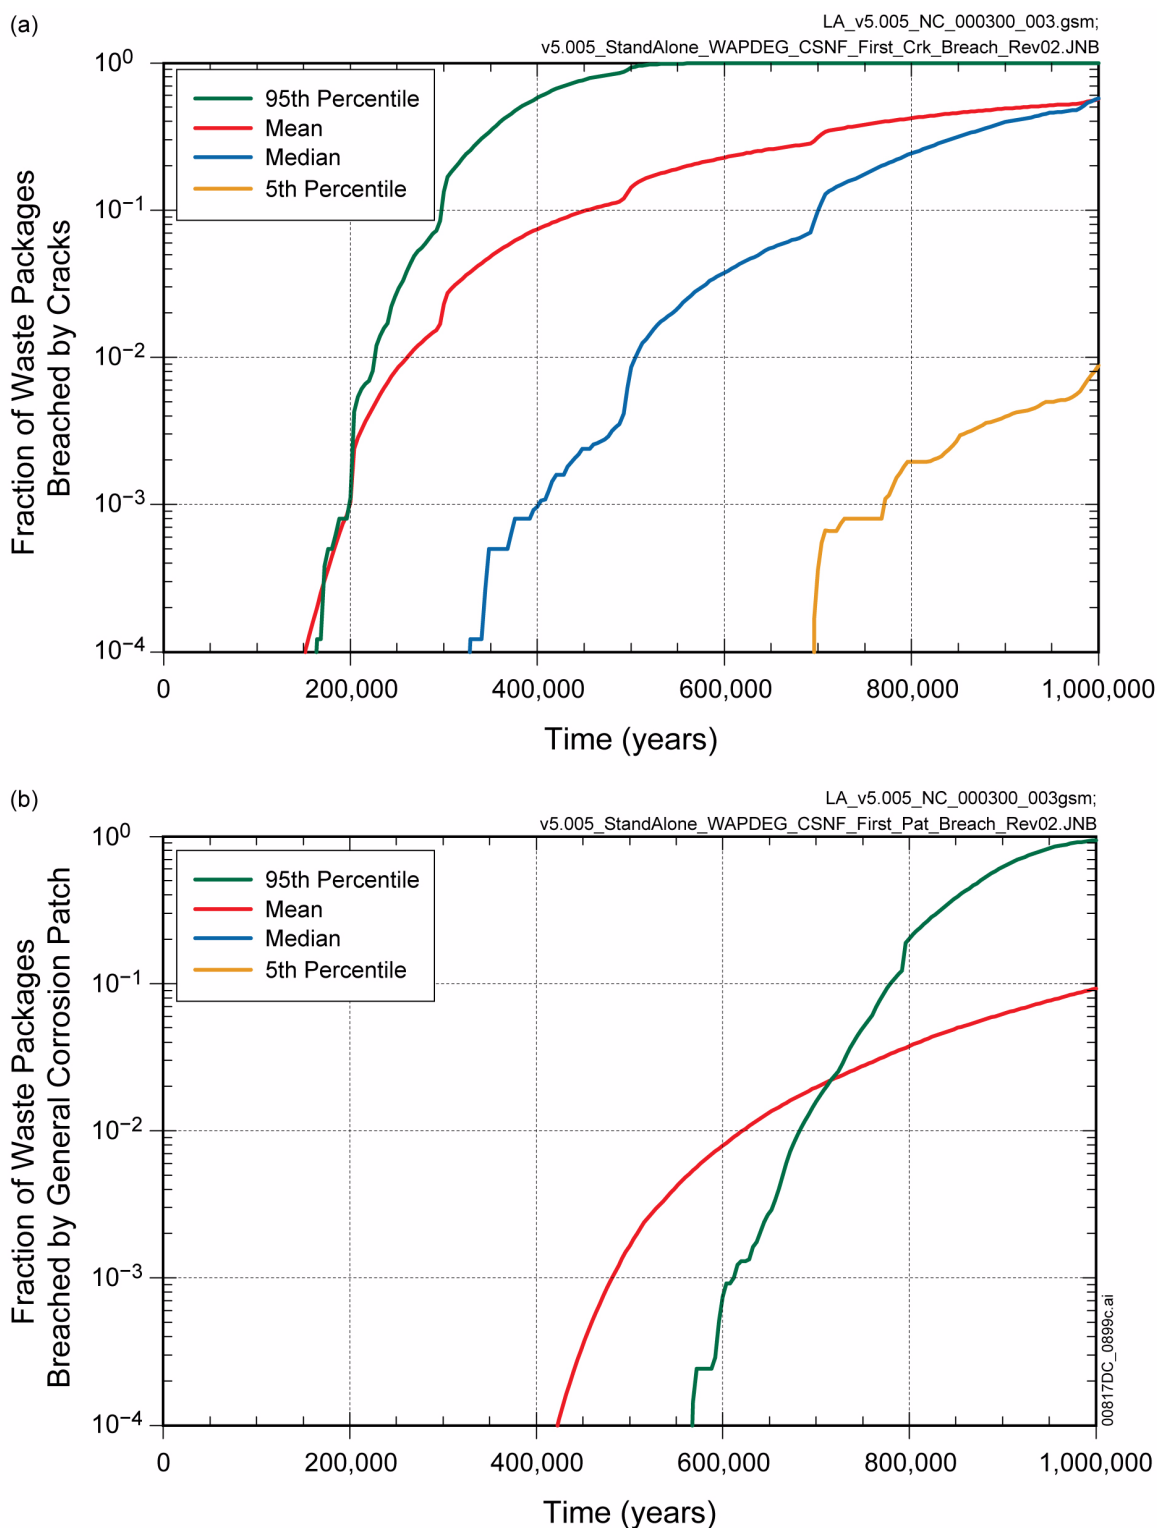 (a)
LA_v5.005_NC_000300_003.gsm;
v5.005_StandAlone_WAPDEG_CSNF_First_Crk_Breach_Rev02.JNB
95th Percentile
Mean
Median
5th Percentile
Fraction of Waste Packages
Breached by Cracks
10⁰
10⁻¹
10⁻²
10⁻³
10⁻⁴
0
200,000
400,000
600,000
800,000
1,000,000
Time (years)
(b)
LA_v5.005_NC_000300_003gsm;
v5.005_StandAlone_WAPDEG_CSNF_First_Pat_Breach_Rev02.JNB
95th Percentile
Mean
Median
5th Percentile
Fraction of Waste Packages
Breached by General Corrosion Patch
10⁰
10⁻¹
10⁻²
10⁻³
10⁻⁴
0
200,000
400,000
600,000
800,000
1,000,000
Time (years)
00817DC_0899c.ai